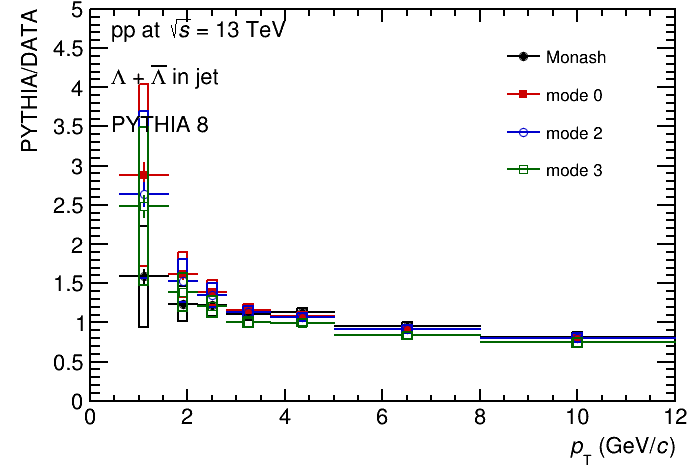 PYTHIA/DATA
5
4.5
4
3.5
3
2.5
2
1.5
1
0.5
0
pp at √s = 13 TeV
Λ + Λ̅ in jet
PYTHIA 8
Monash
mode 0
mode 2
mode 3
0 2 4 6 8 10 12
p_T (GeV/c)